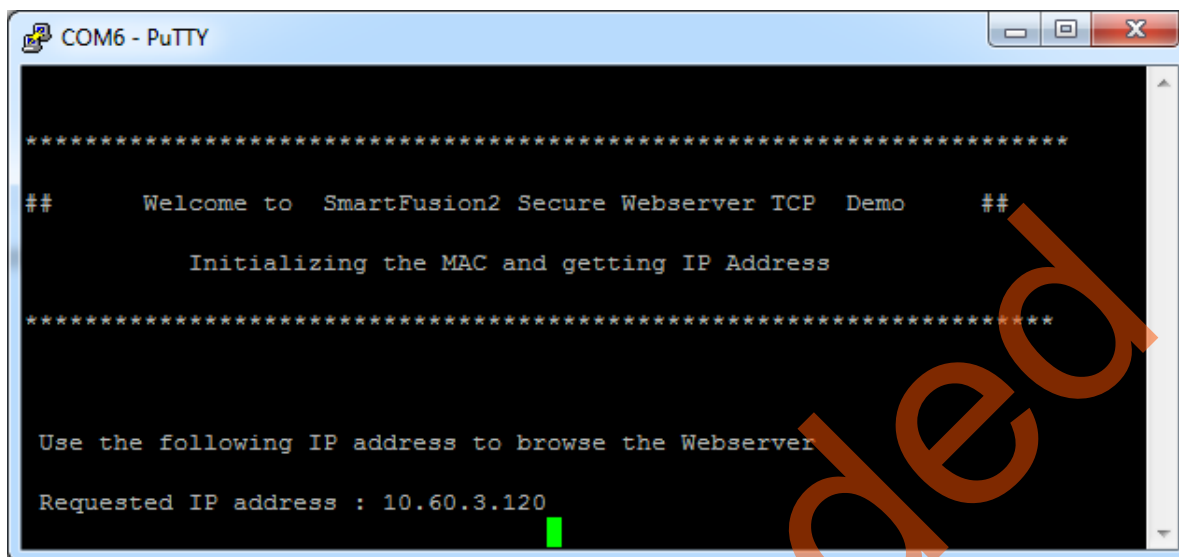 COM6 - PuTTY
***********************************************************************
## Welcome to SmartFusion2 Secure Webserver TCP Demo ##
Initializing the MAC and getting IP Address
**********************************************************************
Use the following IP address to browse the Webserver
Requested IP address : 10.60.3.120
ded